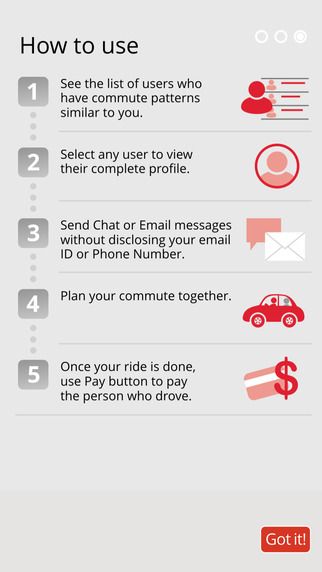 How to use
1
See the list of users who
have commute patterns
similar to you.
2
Select any user to view
their complete profile.
3
Send Chat or Email messages
without disclosing your email
ID or Phone Number.
4
Plan your commute together.
5
Once your ride is done,
use Pay button to pay
the person who drove.
$
Got it!